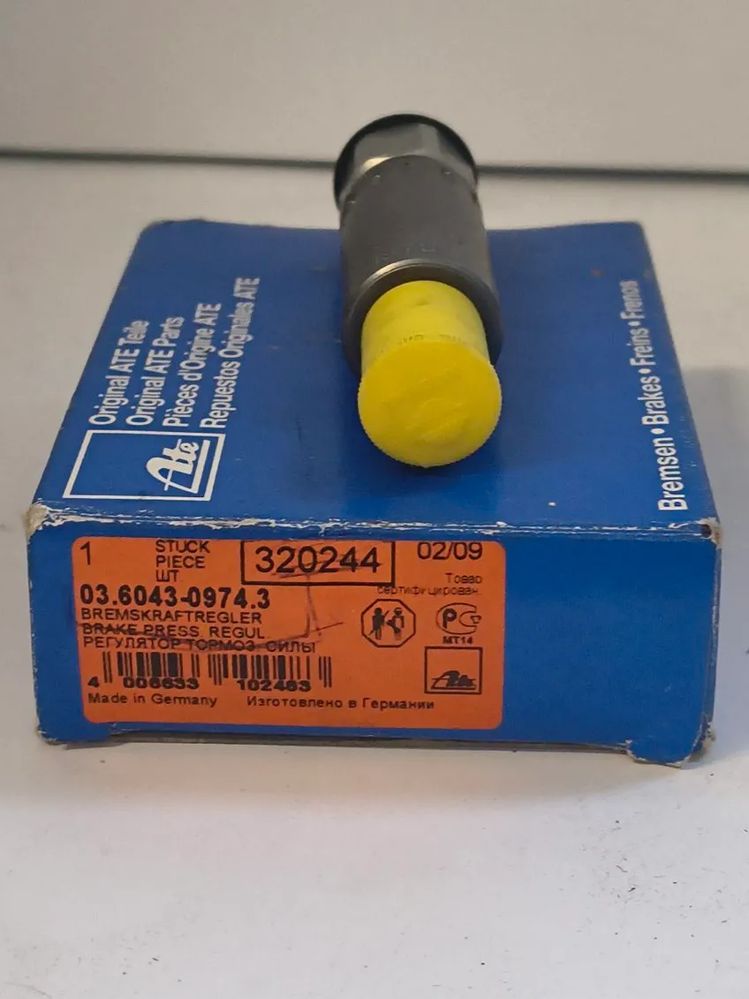 Original ATE Teile
Original ATE Parts
Pièces d'Origine ATE
Repuestos Originales ATE
Ate
Bremsen • Brakes • Freins • Frenos
1 STÜCK
PIECE
ШТ
320244
02/09
Товар
сертифицирован.
03.6043-0974.3
BREMSKRAFTREGLER
BRAKE PRESS. REGUL
РЕГУЛЯТОР ТОРМОЗ. СИЛЫ
МТ14
4 006633 102483
Ate
Made in Germany Изготовлено в Германии